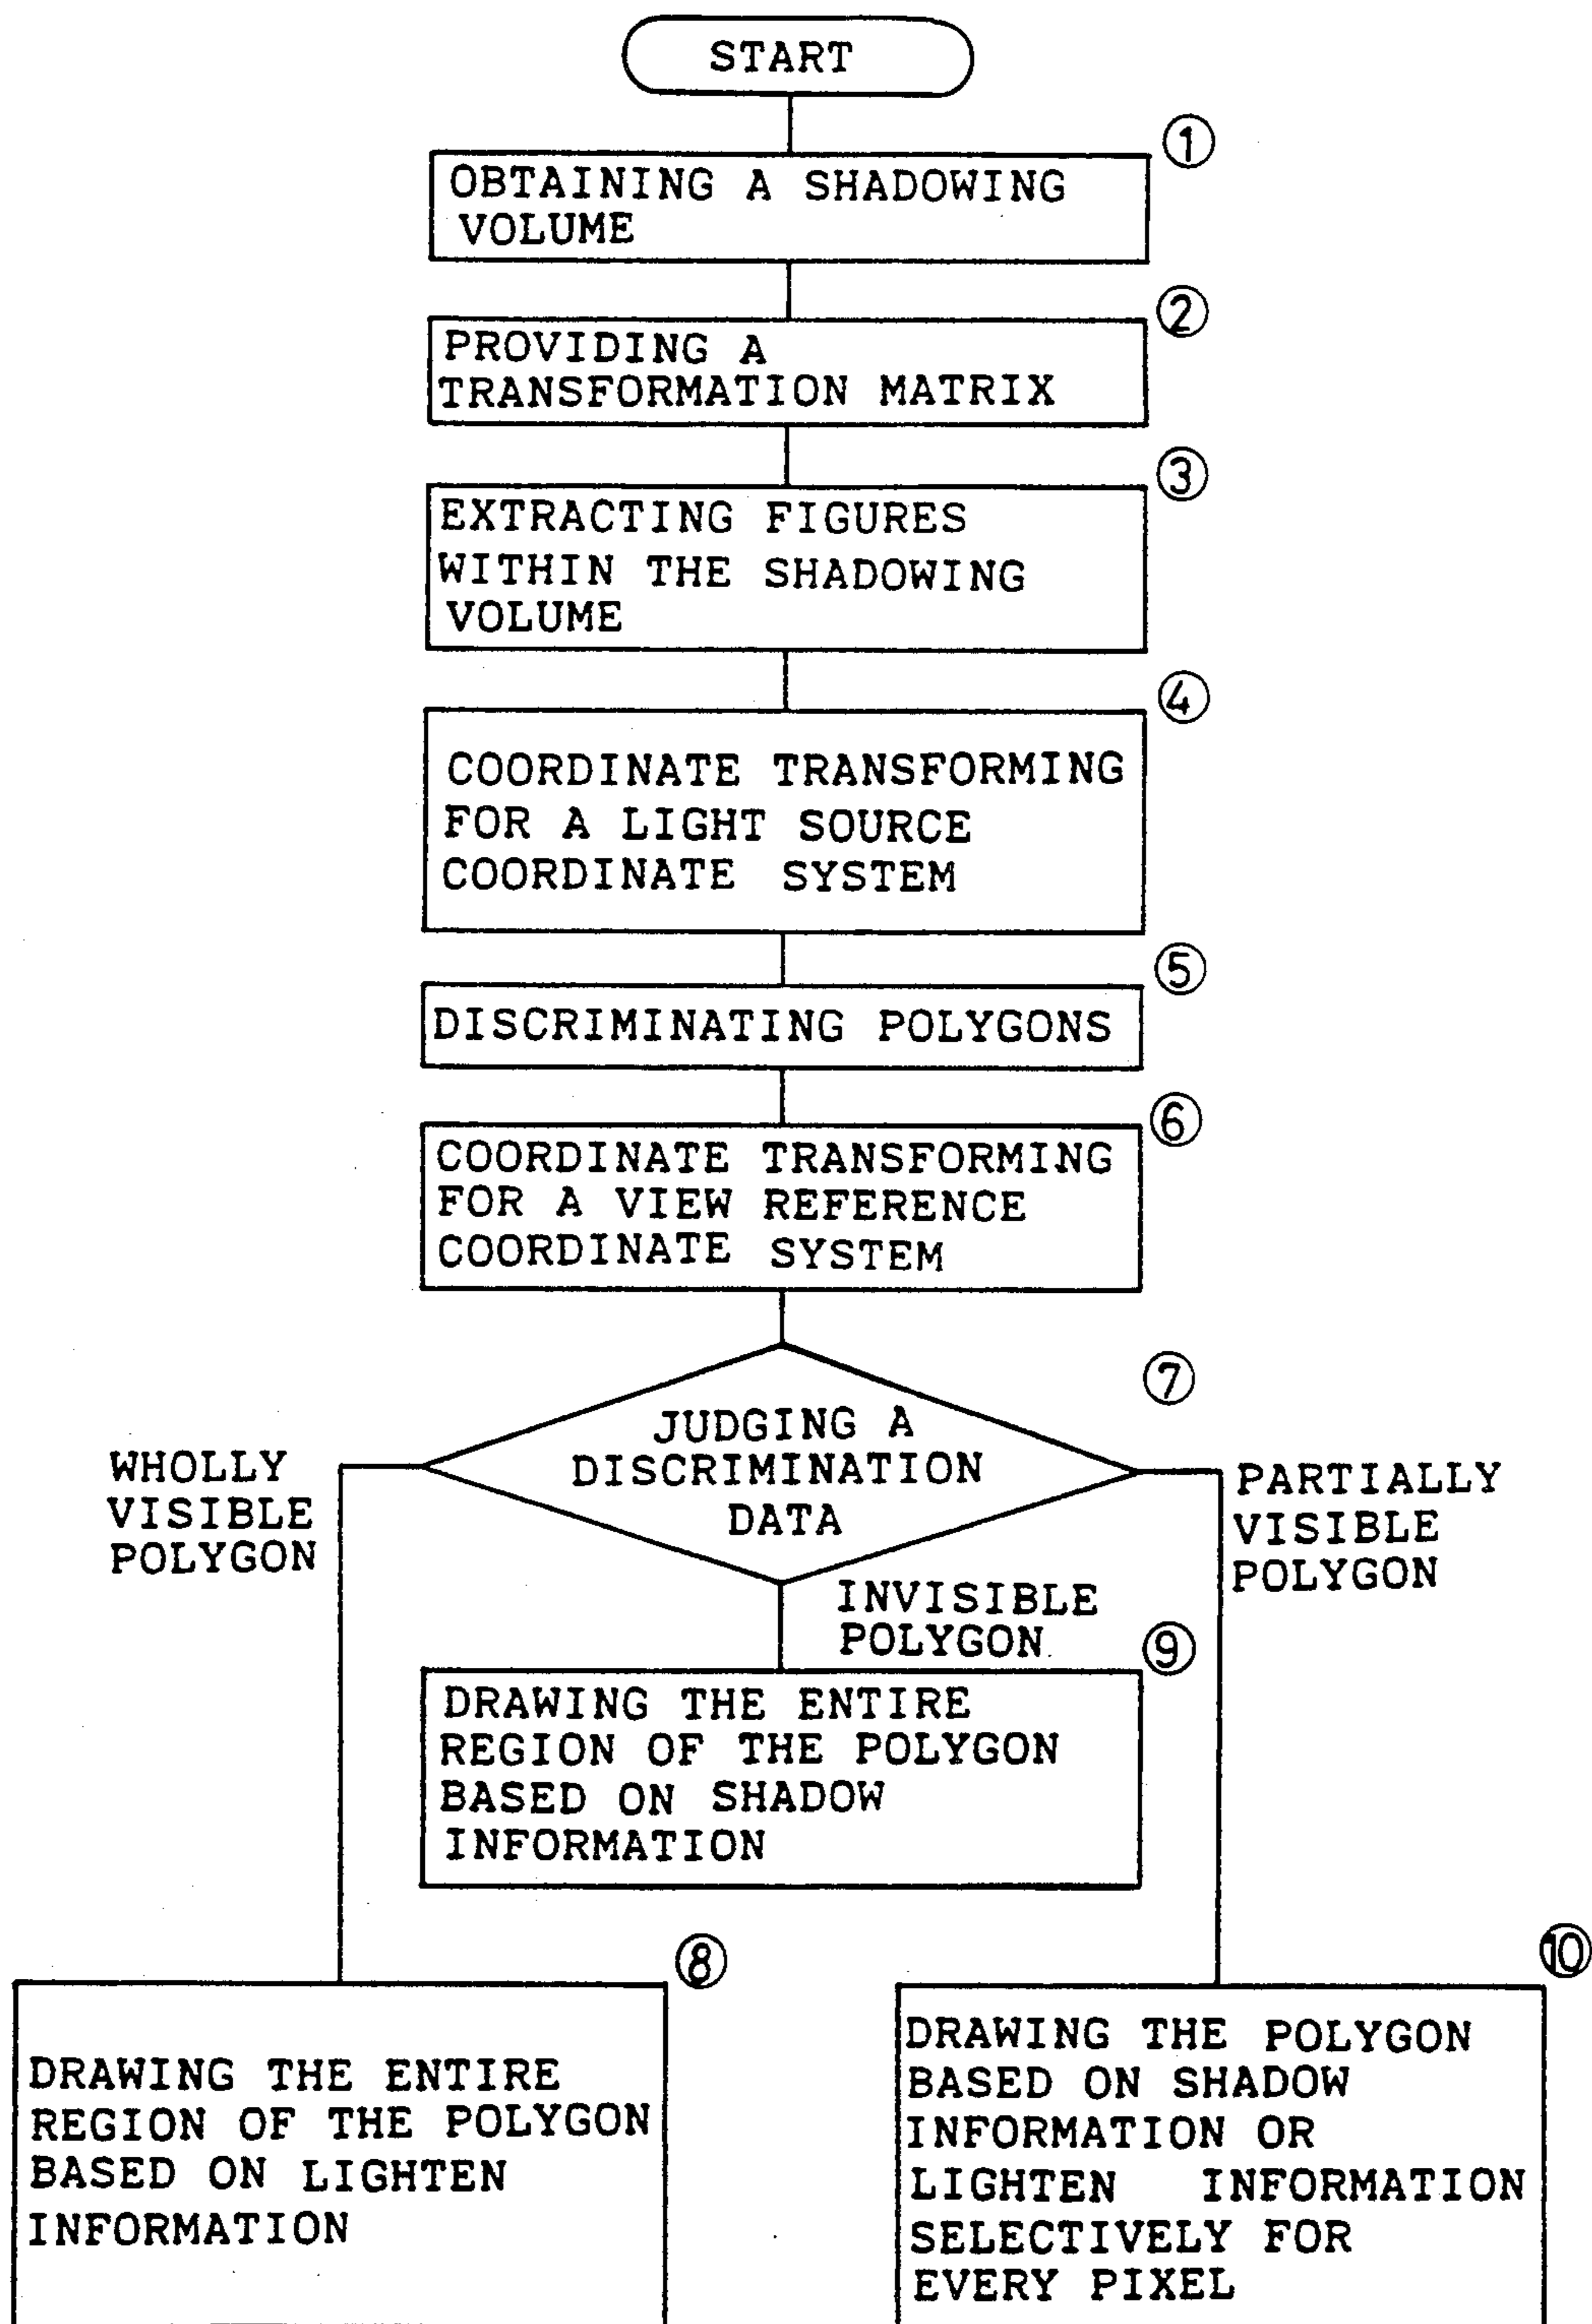 START
①
OBTAINING A SHADOWING
VOLUME
②
PROVIDING A
TRANSFORMATION MATRIX
③
EXTRACTING FIGURES
WITHIN THE SHADOWING
VOLUME
④
COORDINATE TRANSFORMING
FOR A LIGHT SOURCE
COORDINATE SYSTEM
⑤
DISCRIMINATING POLYGONS
⑥
COORDINATE TRANSFORMING
FOR A VIEW REFERENCE
COORDINATE SYSTEM
⑦
JUDGING A
DISCRIMINATION
DATA
WHOLLY
VISIBLE
POLYGON
PARTIALLY
VISIBLE
POLYGON
INVISIBLE
POLYGON
⑨
DRAWING THE ENTIRE
REGION OF THE POLYGON
BASED ON SHADOW
INFORMATION
⑧
DRAWING THE ENTIRE
REGION OF THE POLYGON
BASED ON LIGHTEN
INFORMATION
⑩
DRAWING THE POLYGON
BASED ON SHADOW
INFORMATION OR
LIGHTEN INFORMATION
SELECTIVELY FOR
EVERY PIXEL